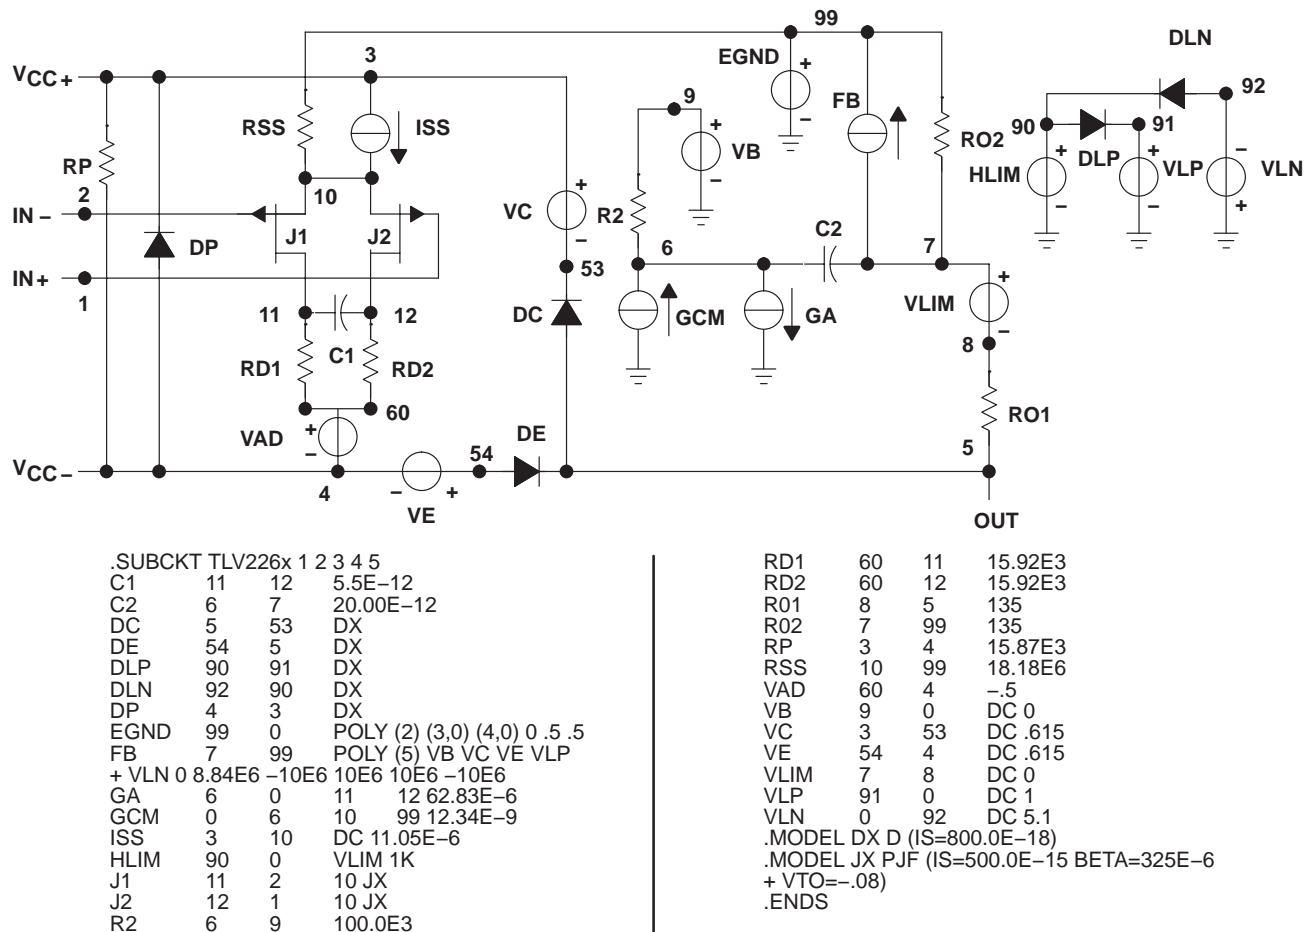 99
DLN
3
VCC+
EGND
+
−
9
FB
92
RSS
ISS
+
VB
−
RO2
90
91
DLP
+
+
−
RP
2
10
HLIM
VLP
VLN
−
−
+
IN −
VC
+
−
R2
C2
J1
J2
DP
6
7
IN+
1
53
+
VLIM
−
11
12
DC
GCM
GA
C1
8
RD1
RD2
60
RO1
VAD
+
−
DE
54
5
VCC−
4
−
+
VE
OUT
.SUBCKT TLV226x 1 2 3 4 5
C1 11 12 5.5E−12
C2 6 7 20.00E−12
DC 5 53 DX
DE 54 5 DX
DLP 90 91 DX
DLN 92 90 DX
DP 4 3 DX
EGND 99 0 POLY (2) (3,0) (4,0) 0 .5 .5
FB 7 99 POLY (5) VB VC VE VLP
+ VLN 0 8.84E6 −10E6 10E6 10E6 −10E6
GA 6 0 11 12 62.83E−6
GCM 0 6 10 99 12.34E−9
ISS 3 10 DC 11.05E−6
HLIM 90 0 VLIM 1K
J1 11 2 10 JX
J2 12 1 10 JX
R2 6 9 100.0E3
RD1 60 11 15.92E3
RD2 60 12 15.92E3
R01 8 5 135
R02 7 99 135
RP 3 4 15.87E3
RSS 10 99 18.18E6
VAD 60 4 −.5
VB 9 0 DC 0
VC 3 53 DC .615
VE 54 4 DC .615
VLIM 7 8 DC 0
VLP 91 0 DC 1
VLN 0 92 DC 5.1
.MODEL DX D (IS=800.0E−18)
.MODEL JX PJF (IS=500.0E−15 BETA=325E−6
+ VTO=−.08)
.ENDS